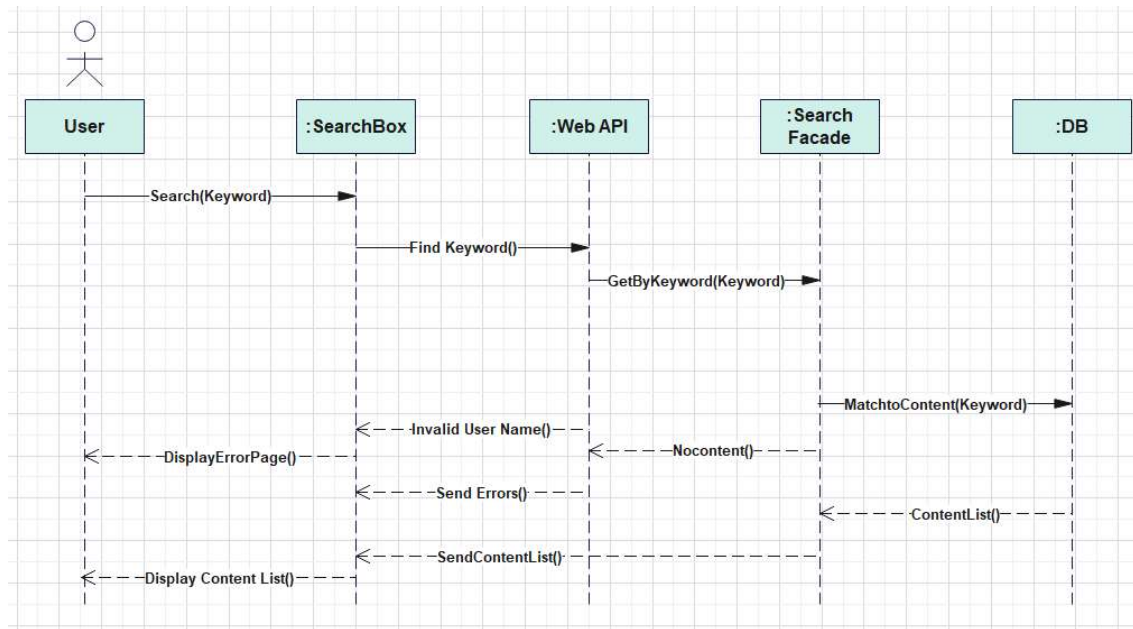 User
:SearchBox
:Web API
:Search
Facade
:DB
Search(Keyword)
Find Keyword()
GetByKeyword(Keyword)
MatchtoContent(Keyword)
Invalid User Name()
Nocontent()
DisplayErrorPage()
Send Errors()
ContentList()
SendContentList()
Display Content List()